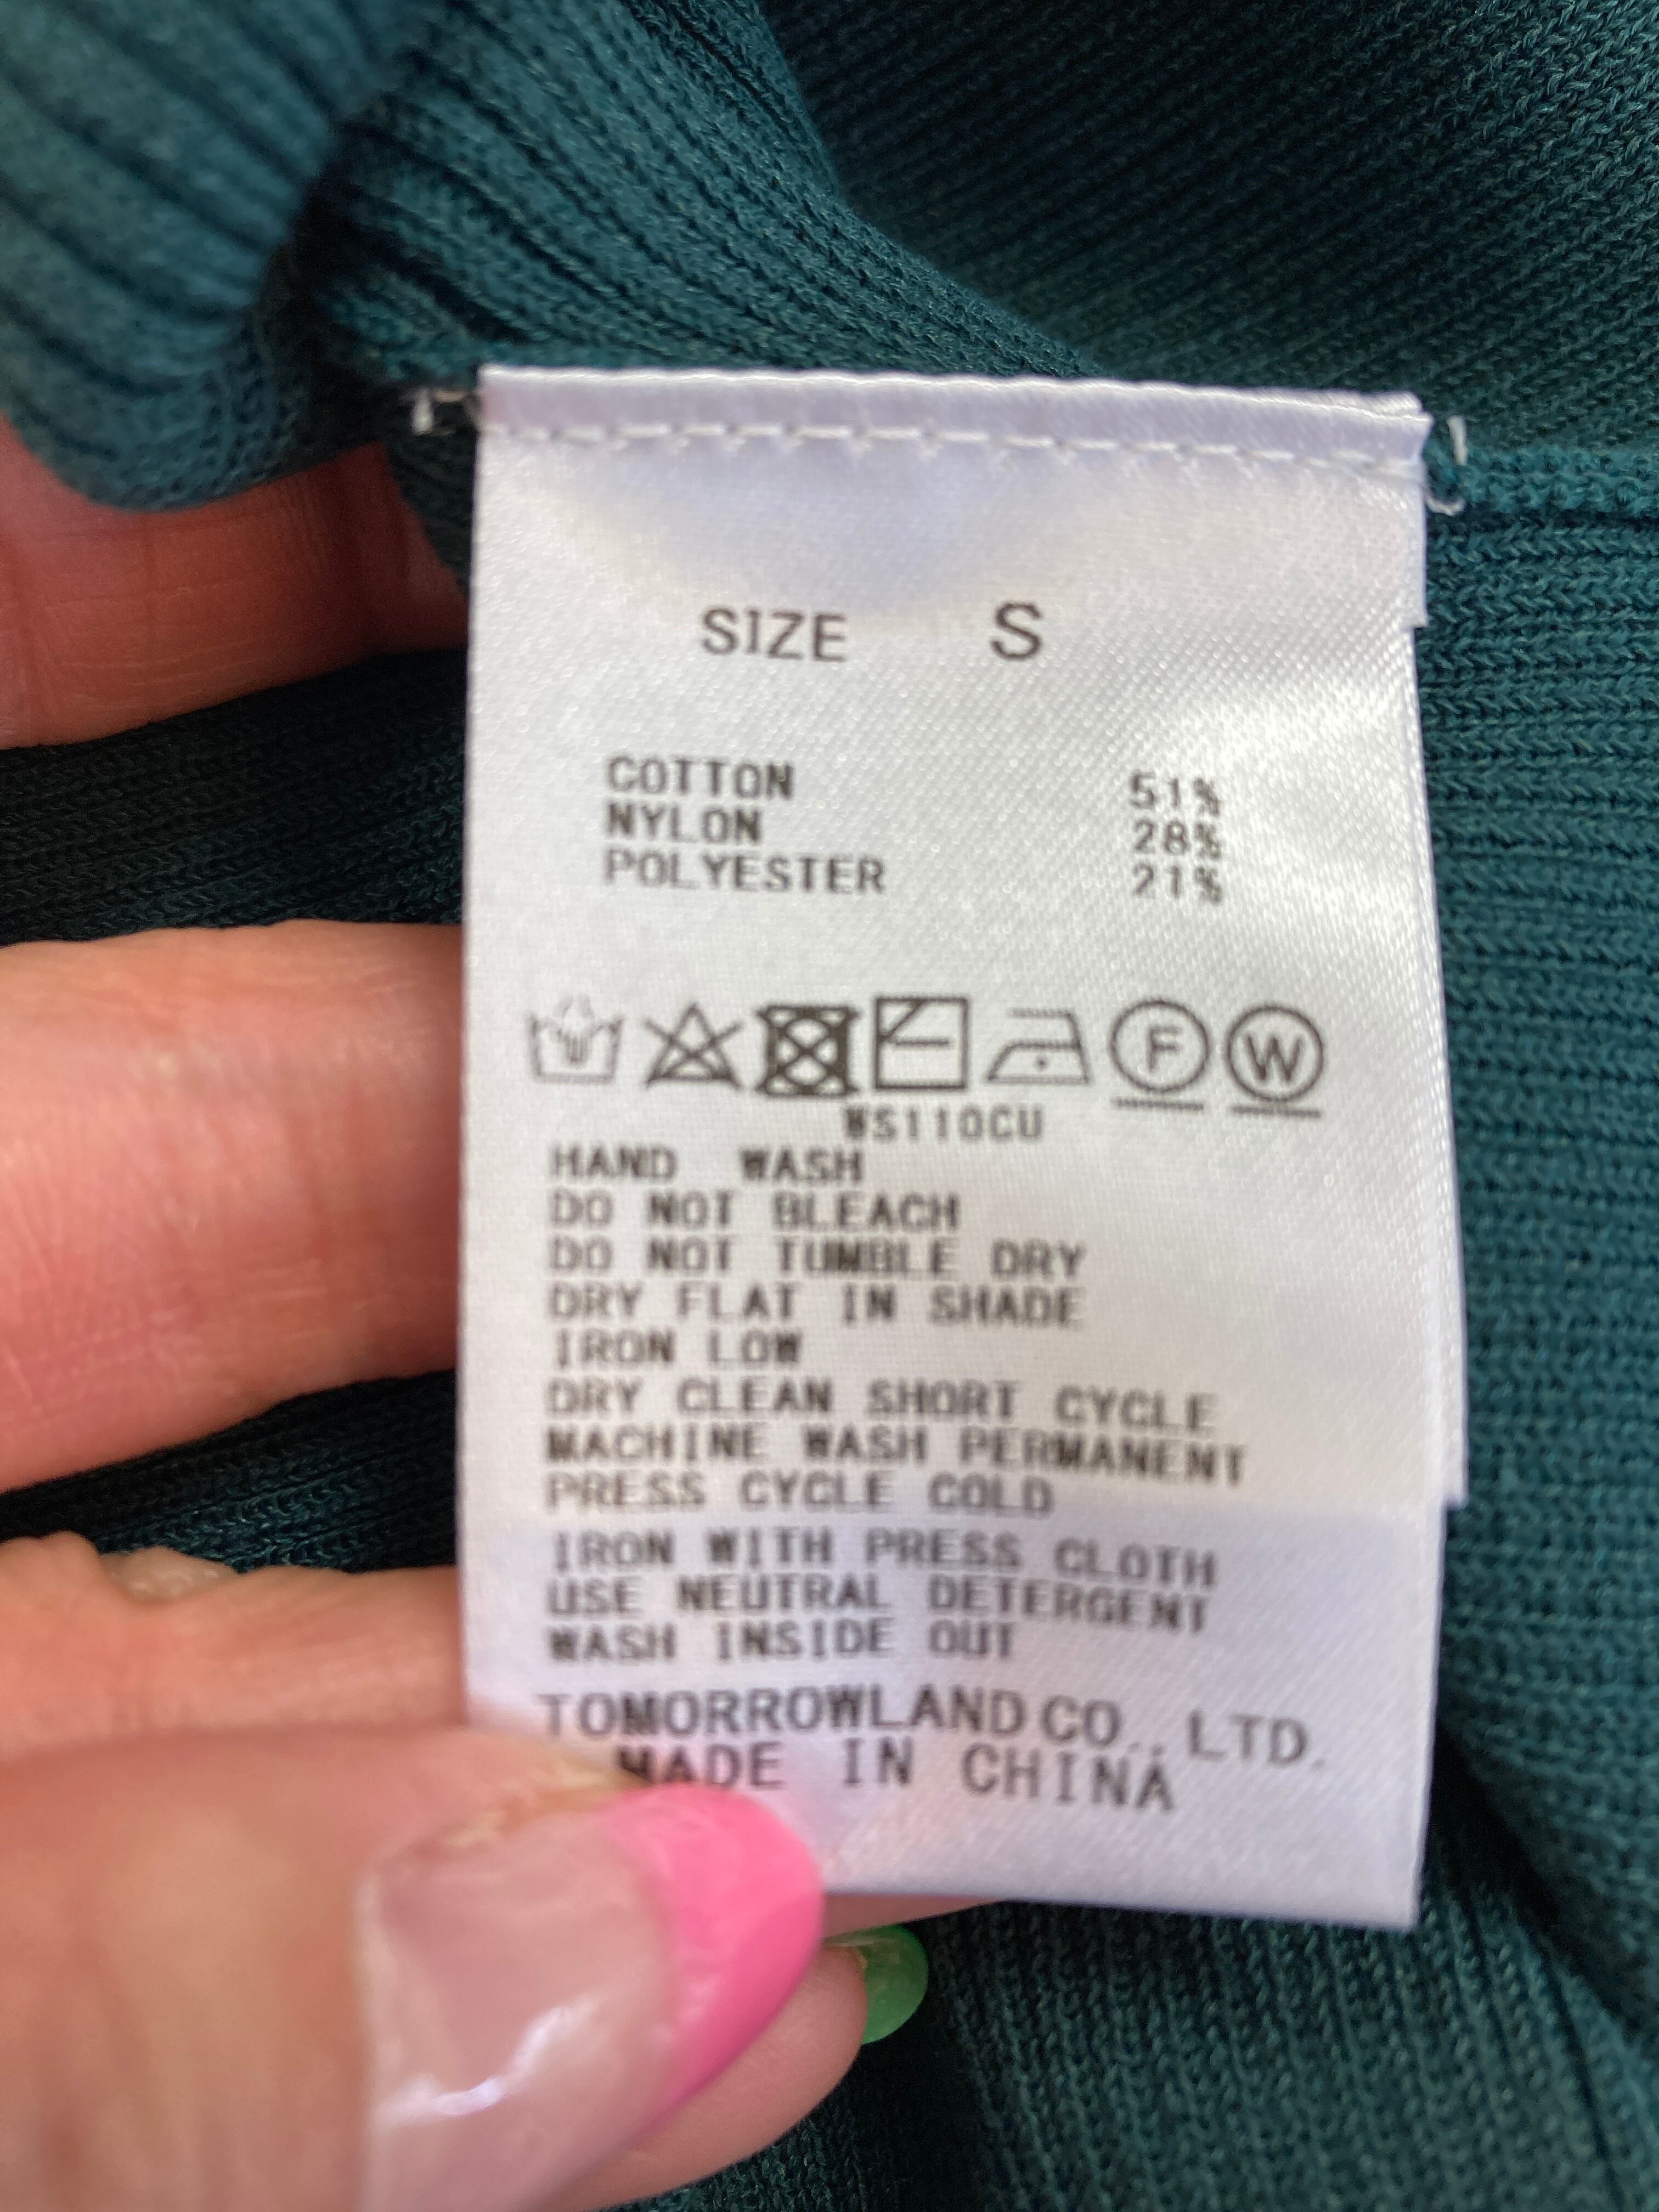 SIZE S
COTTON 51%
NYLON 28%
POLYESTER 21%
F W
WS110CU
HAND WASH
DO NOT BLEACH
DO NOT TUMBLE DRY
DRY FLAT IN SHADE
IRON LOW
DRY CLEAN SHORT CYCLE
MACHINE WASH PERMANENT
PRESS CYCLE COLD
IRON WITH PRESS CLOTH
USE NEUTRAL DETERGENT
WASH INSIDE OUT
TOMORROWLAND CO., LTD.
MADE IN CHINA